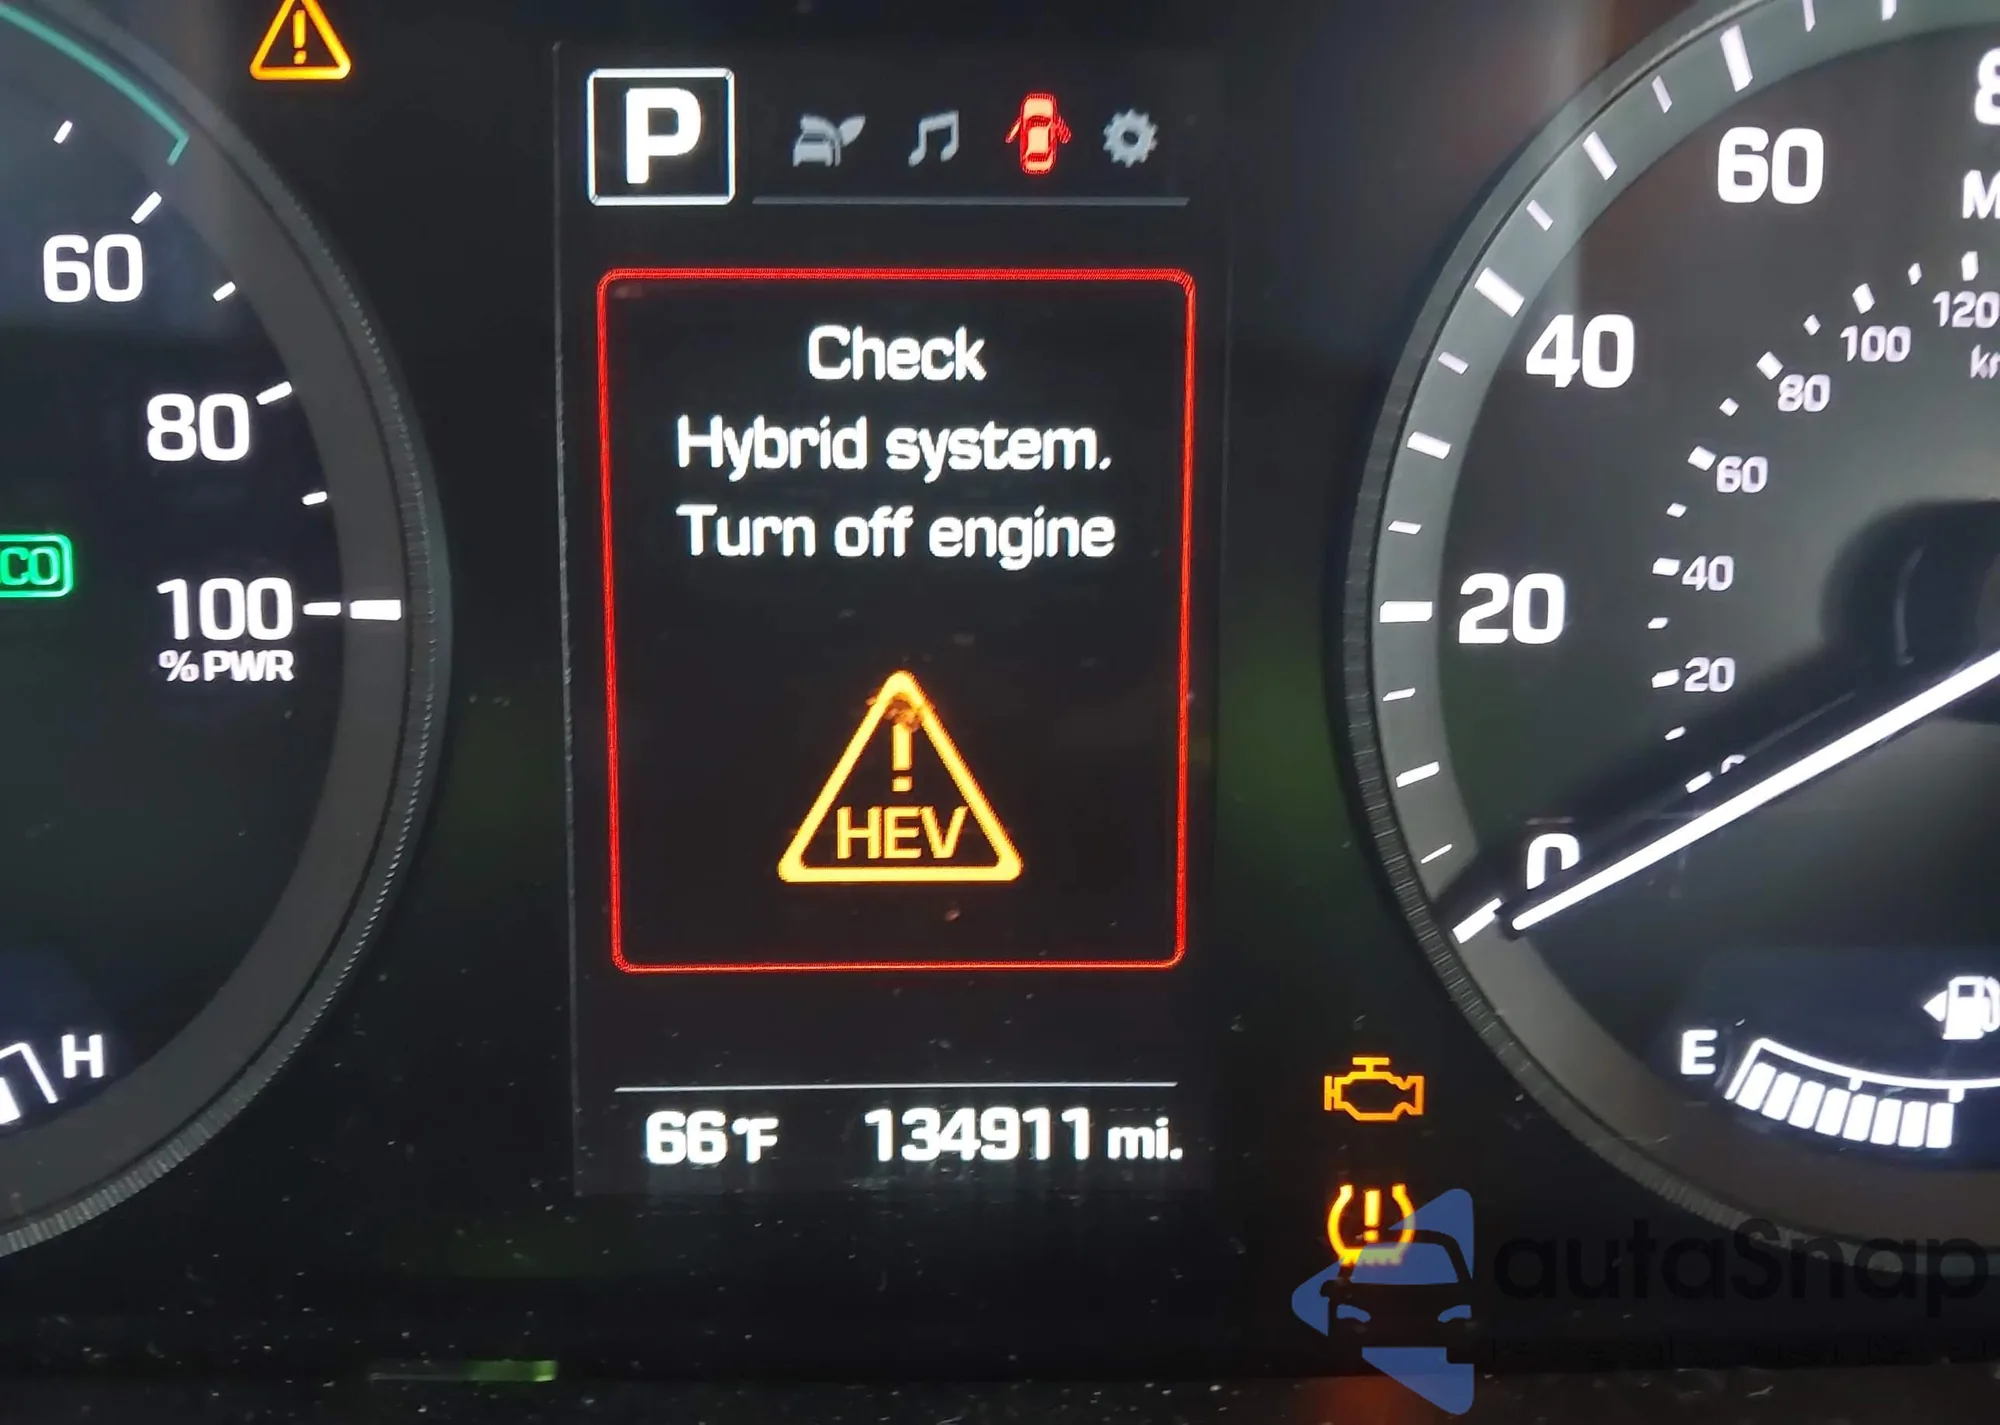 P
60
80
100
% PWR
CO
H
Check
Hybrid system.
Turn off engine
!
HEV
66°F 134911 mi.
60
40
20
0
120
100
80
60
40
20
E
autoSnap